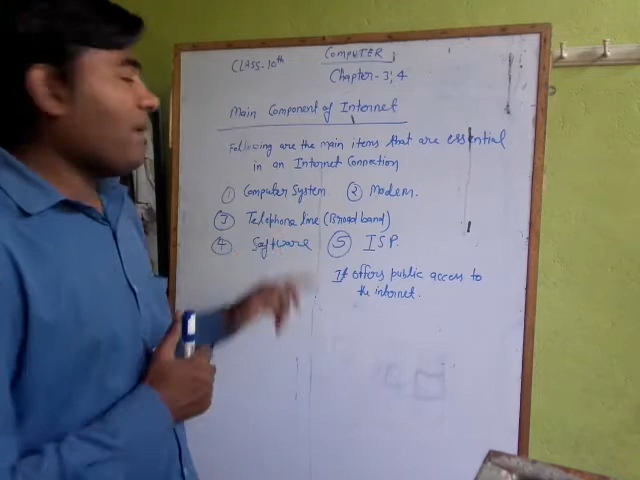 COMPUTER
CLASS-10th
Chapter-3,4
Main Component of Internet
Following are the main items that are essential
in an Internet Connection
① Computer System ② Modem.
③ Telephone line (Broadband)
④ Software ⑤ ISP.
It offers public access to
the internet.